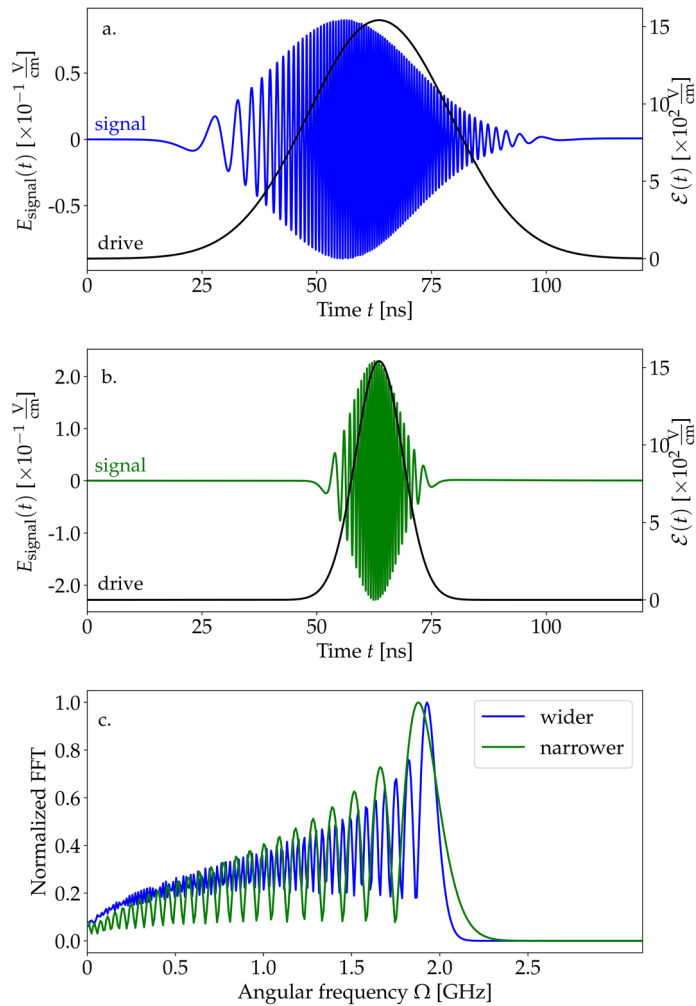 a.
E_signal(t) [×10⁻¹ V/cm]
0.5
0
-0.5
signal
drive
15
10
5
0
ℰ(t) [×10² V/cm]
0 25 50 75 100
Time t [ns]
b.
E_signal(t) [×10⁻¹ V/cm]
2.0
1.0
0
-1.0
-2.0
signal
drive
15
10
5
0
ℰ(t) [×10² V/cm]
0 25 50 75 100
Time t [ns]
c.
Normalized FFT
1.0
0.8
0.6
0.4
0.2
0.0
wider
narrower
0 0.5 1.0 1.5 2.0 2.5
Angular frequency Ω [GHz]